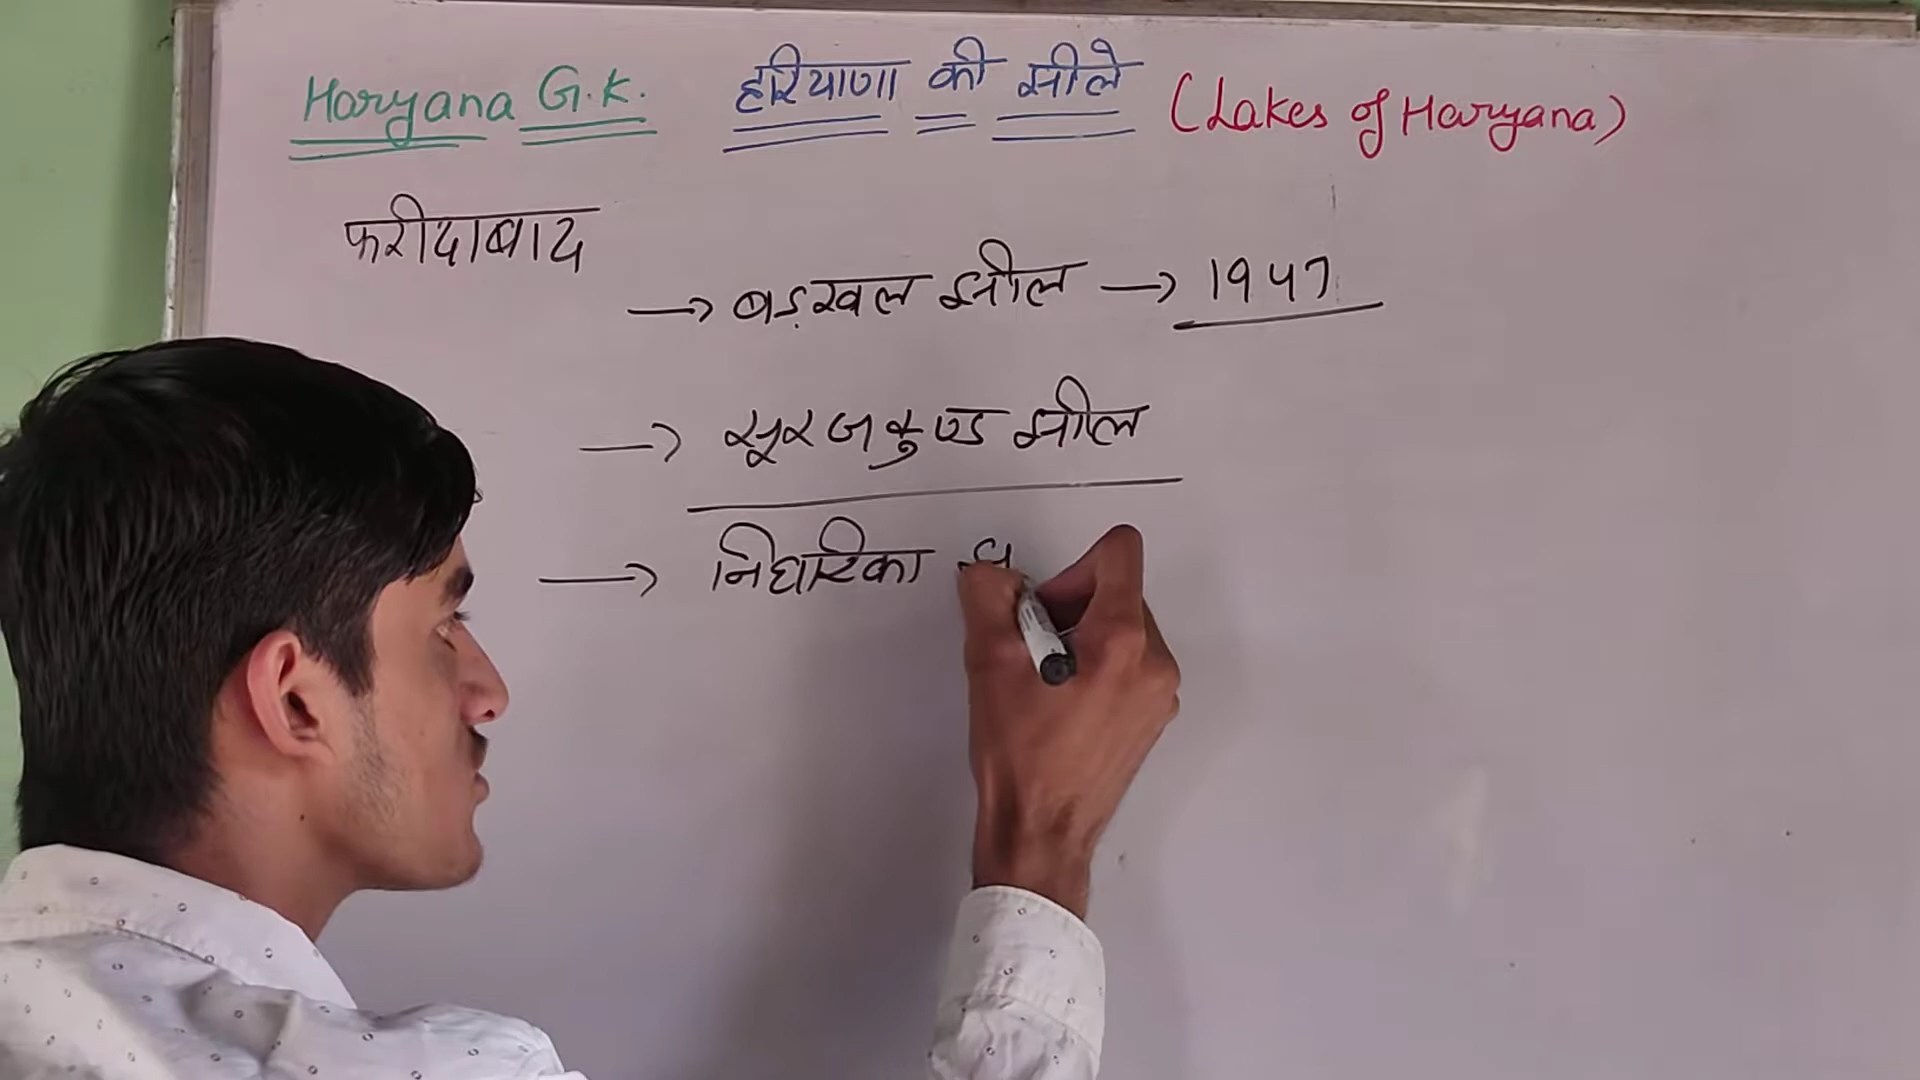 Haryana G.K. हरियाणा की झीले (Lakes of Haryana)
फरीदाबाद
→ बड़खल झील → 1947
→ सूरजकुण्ड झील
→ निधारिका